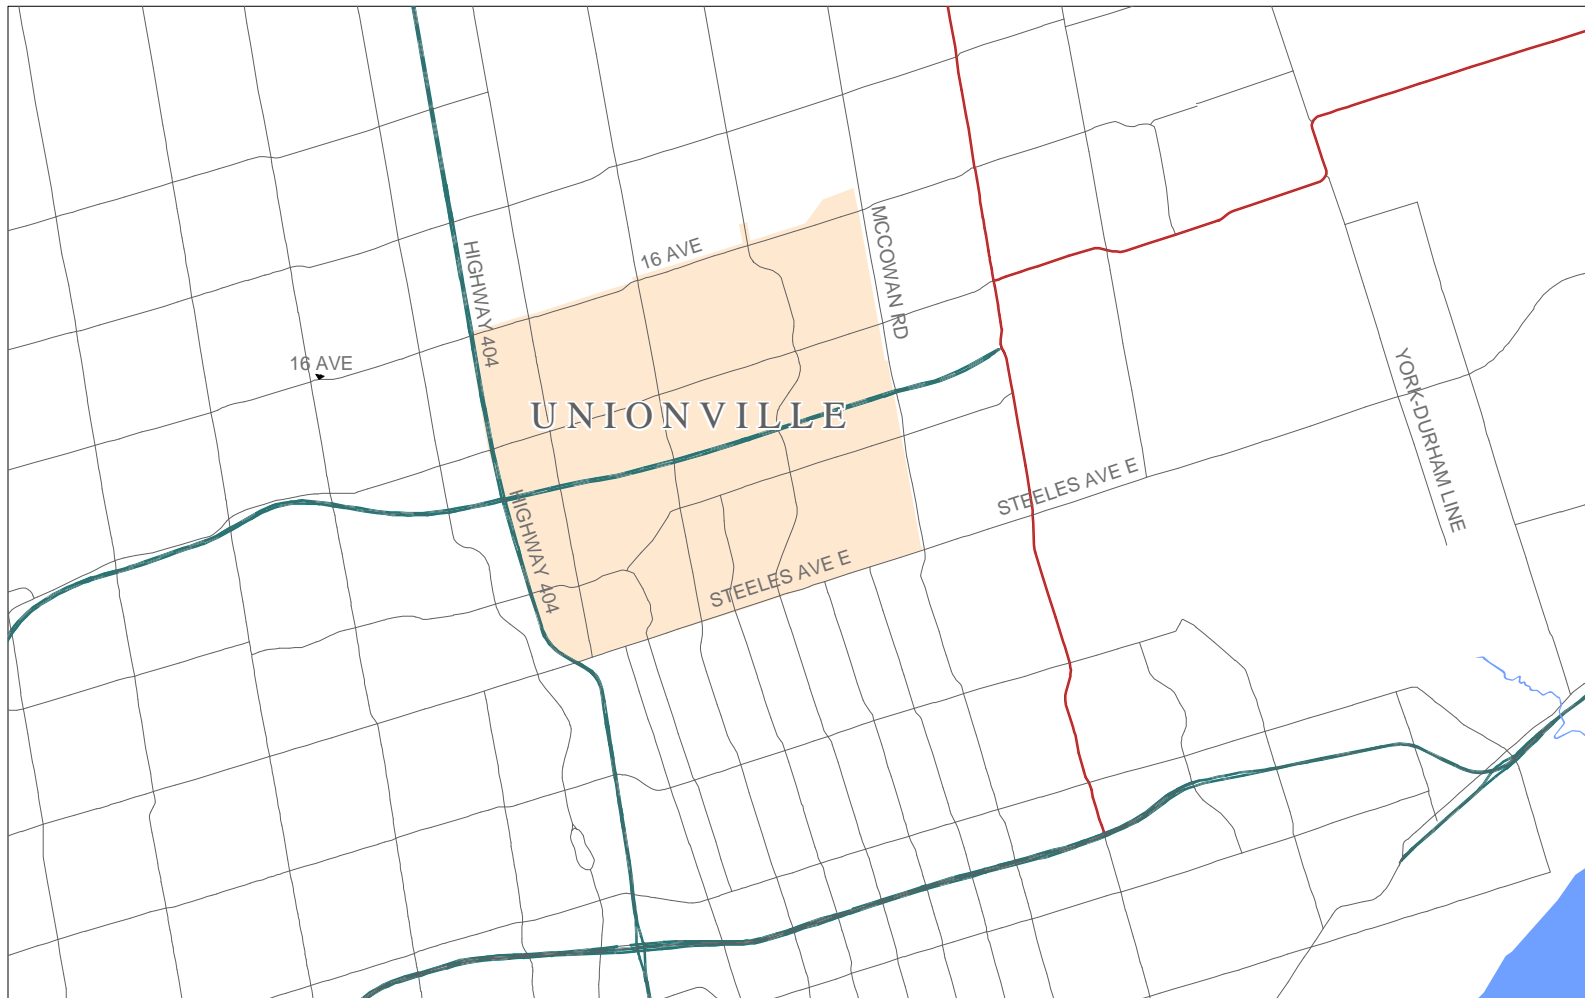 16 AVE
MCCOWAN RD
HIGHWAY 404
16 AVE
YORK-DURHAM LINE
UNIONVILLE
STEELES AVE E
HIGHWAY 404
STEELES AVE E